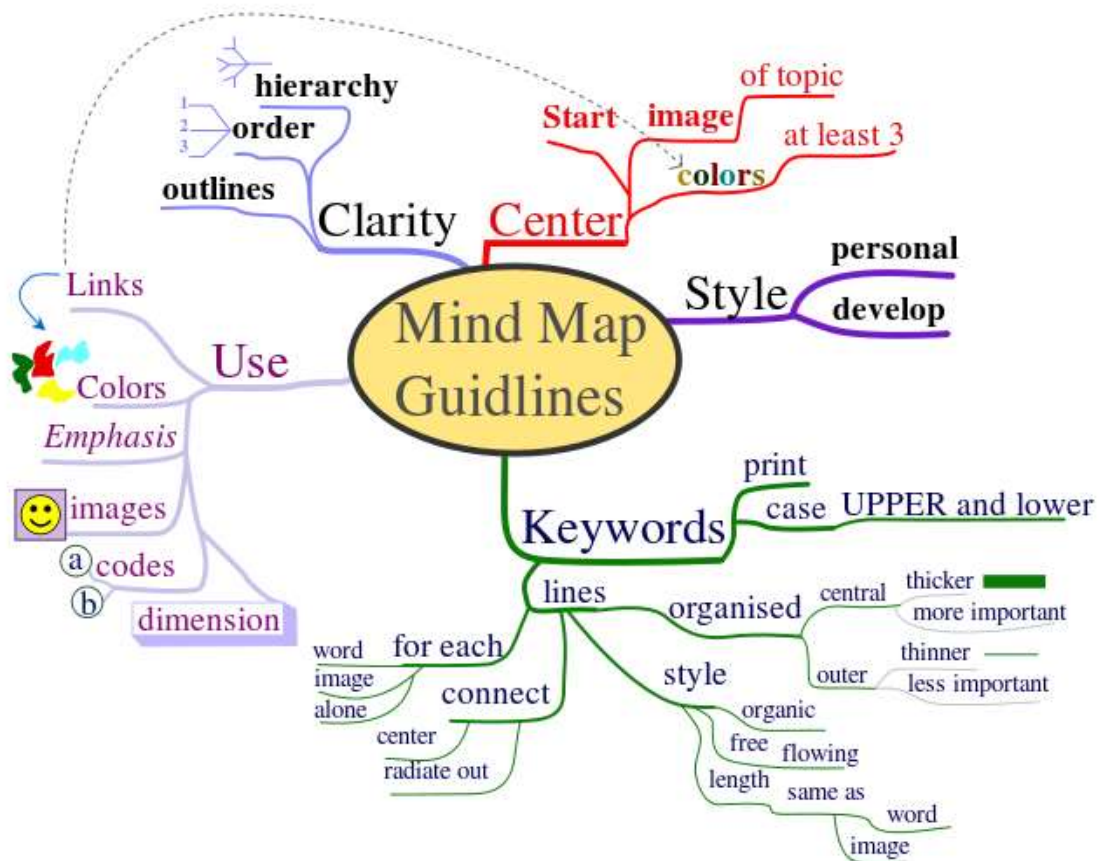 Mind Map
Guidlines
Center
Start
image
of topic
colors
at least 3
Style
personal
develop
Keywords
print
case
UPPER and lower
lines
organised
central
thicker
more important
outer
thinner
less important
style
organic
free
flowing
length
same as
word
image
connect
center
radiate out
for each
word
image
alone
Use
Links
Colors
Emphasis
images
codes
a
b
dimension
Clarity
hierarchy
order
1
2
3
outlines